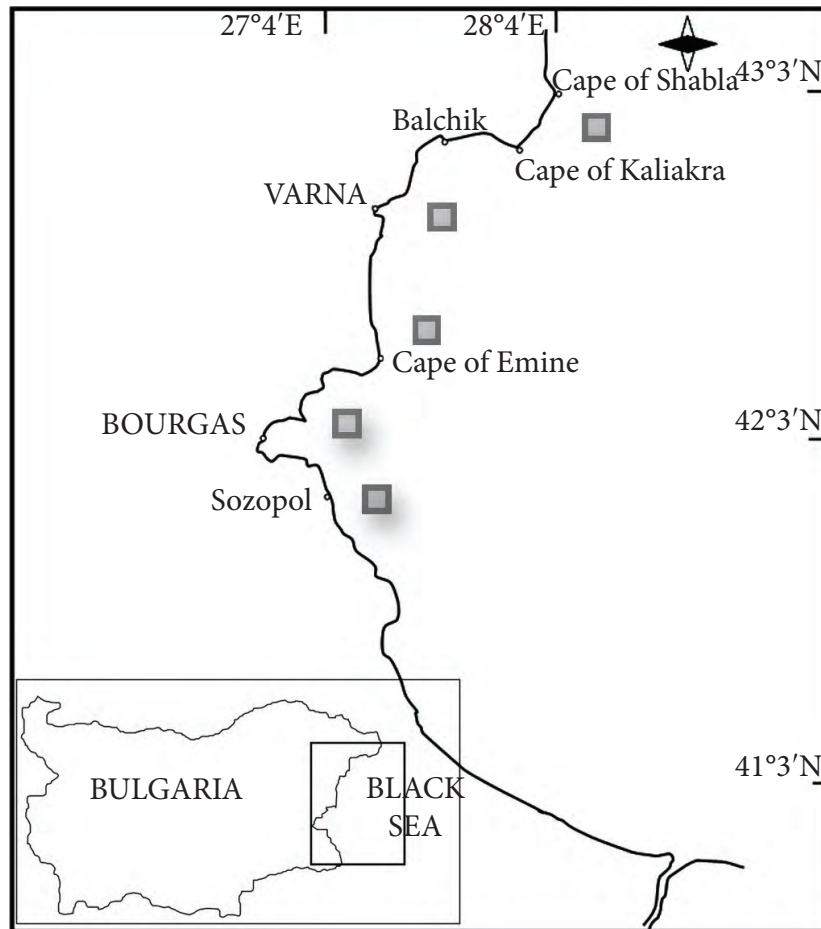 27°4′E
28°4′E
Cape of Shabla
43°3′N
Balchik
Cape of Kaliakra
VARNA
Cape of Emine
BOURGAS
42°3′N
Sozopol
41°3′N
BULGARIA
BLACK
SEA